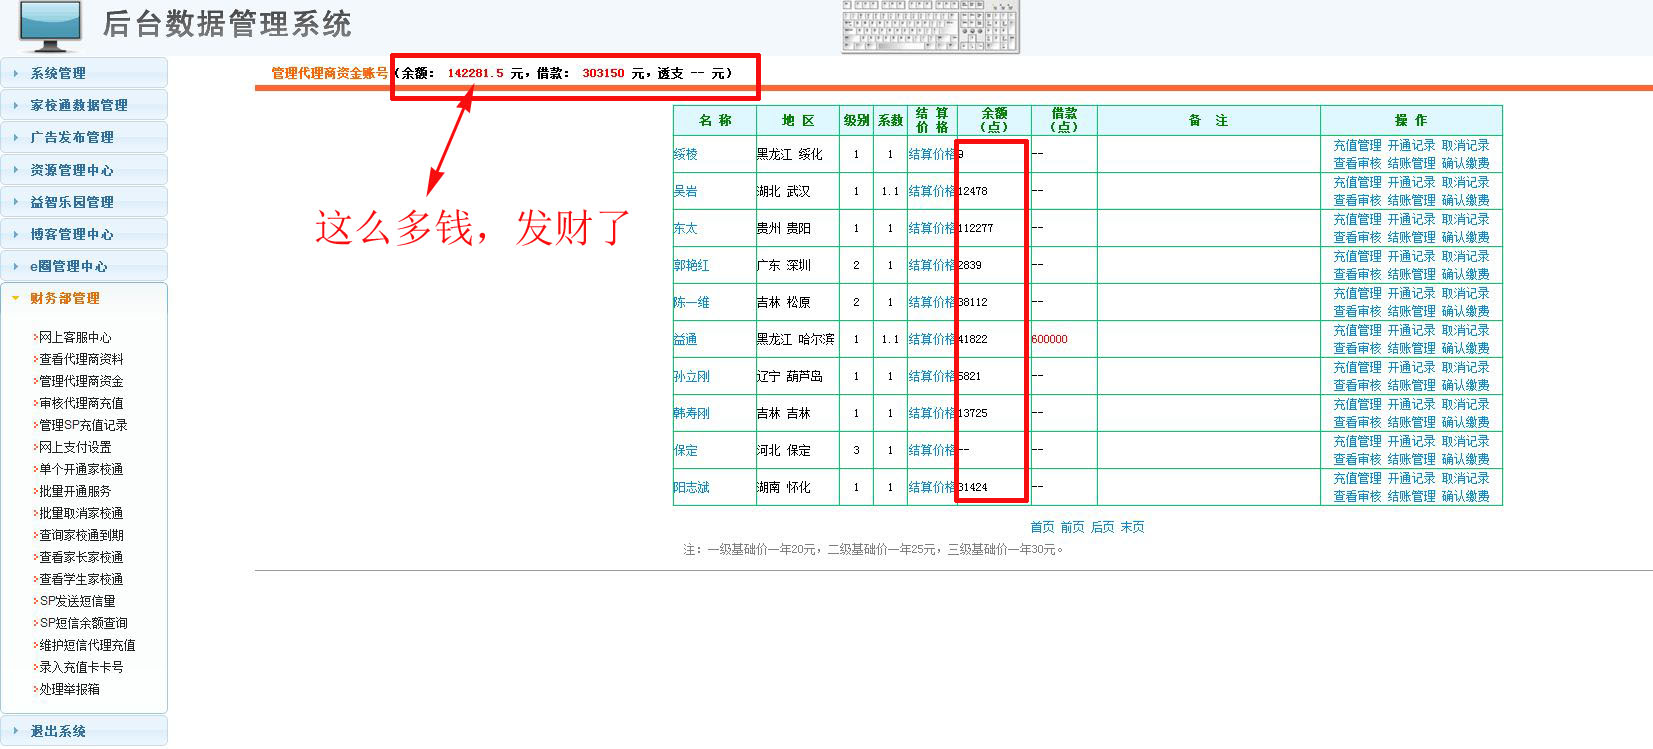 后台数据管理系统
系统管理
家校通数据管理
广告发布管理
资源管理中心
益智乐园管理
博客管理中心
e圈管理中心
财务部管理
网上客服中心
查看代理商资料
管理代理商资金
审核代理商充值
管理SP充值记录
网上支付设置
单个开通家校通
批量开通服务
批量取消家校通
查询家校通到期
查看家长家校通
查看学生家校通
SP发送短信量
SP短信余额查询
维护短信代理充值
录入充值卡卡号
处理举报箱
退出系统
管理代理商资金账号(余额: 142281.5 元,借款: 303150 元,透支 -- 元)
这么多钱，发财了
名 称 地 区 级别 系数 结 算 价 格 余额 (点) 借款 (点) 备 注 操 作
绥棱 黑龙江 绥化 1 1 结算价格 9 -- 充值管理 开通记录 取消记录
查看审核 结账管理 确认缴费
吴岩 湖北 武汉 1 1.1 结算价格 12478 -- 充值管理 开通记录 取消记录
查看审核 结账管理 确认缴费
东太 贵州 贵阳 1 1 结算价格 112277 -- 充值管理 开通记录 取消记录
查看审核 结账管理 确认缴费
郭艳红 广东 深圳 2 1 结算价格 2839 -- 充值管理 开通记录 取消记录
查看审核 结账管理 确认缴费
陈一维 吉林 松原 2 1 结算价格 38112 -- 充值管理 开通记录 取消记录
查看审核 结账管理 确认缴费
益通 黑龙江 哈尔滨 1 1.1 结算价格 41822 600000 充值管理 开通记录 取消记录
查看审核 结账管理 确认缴费
孙立刚 辽宁 葫芦岛 1 1 结算价格 5821 -- 充值管理 开通记录 取消记录
查看审核 结账管理 确认缴费
韩寿刚 吉林 吉林 1 1 结算价格 13725 -- 充值管理 开通记录 取消记录
查看审核 结账管理 确认缴费
保定 河北 保定 3 1 结算价格 -- -- 充值管理 开通记录 取消记录
查看审核 结账管理 确认缴费
阳志斌 湖南 怀化 1 1 结算价格 31424 -- 充值管理 开通记录 取消记录
查看审核 结账管理 确认缴费
首页 前页 后页 末页
注：一级基础价一年20元，二级基础价一年25元，三级基础价一年30元。